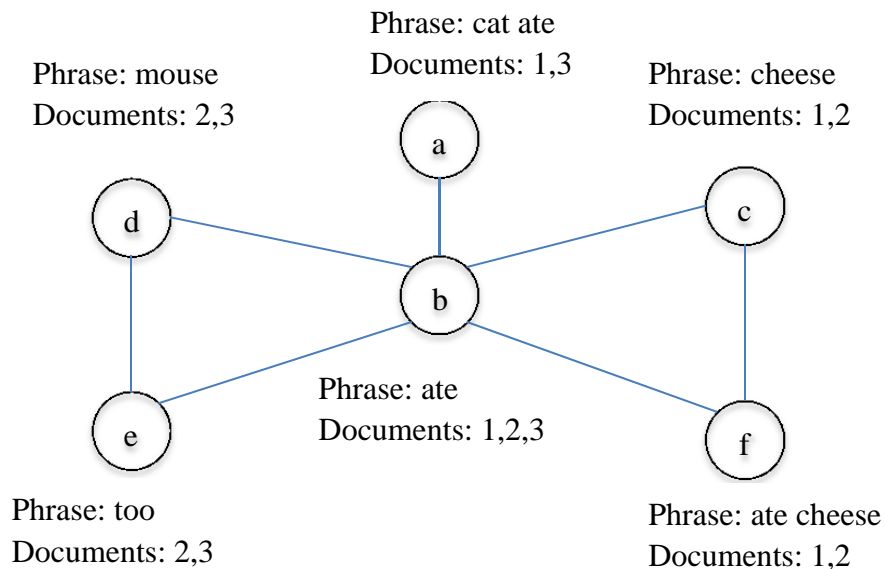 Phrase: cat ate
Documents: 1,3
Phrase: mouse
Documents: 2,3
Phrase: cheese
Documents: 1,2
a
d
c
b
Phrase: ate
Documents: 1,2,3
e
f
Phrase: too
Documents: 2,3
Phrase: ate cheese
Documents: 1,2